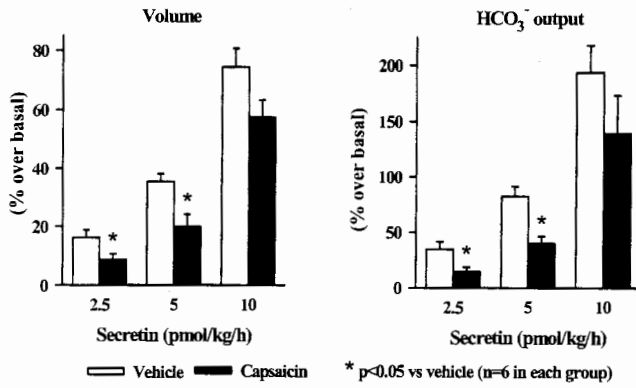 Volume
HCO3- output
80
60
40
20
0
(% over basal)
*
*
2.5 5 10
Secretin (pmol/kg/h)
200
150
100
50
0
(% over basal)
*
*
2.5 5 10
Secretin (pmol/kg/h)
Vehicle Capsaicin * p<0.05 vs vehicle (n=6 in each group)